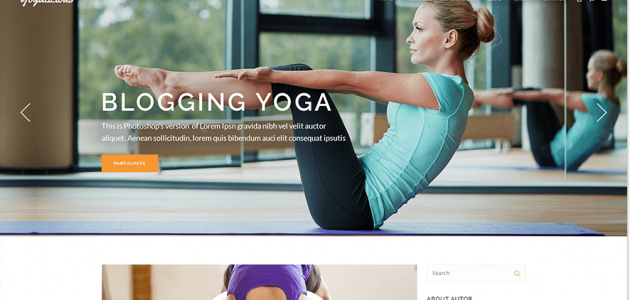 BLOGGING YOGA
This is Photoshop's version of Lorem Ipsn gravida nibh vel velit auctor
aliquet. Aenean sollicitudin, lorem quis bibendum auci elit consequat ipsutis
PARTICIPATE
Search
ABOUT AUTOR